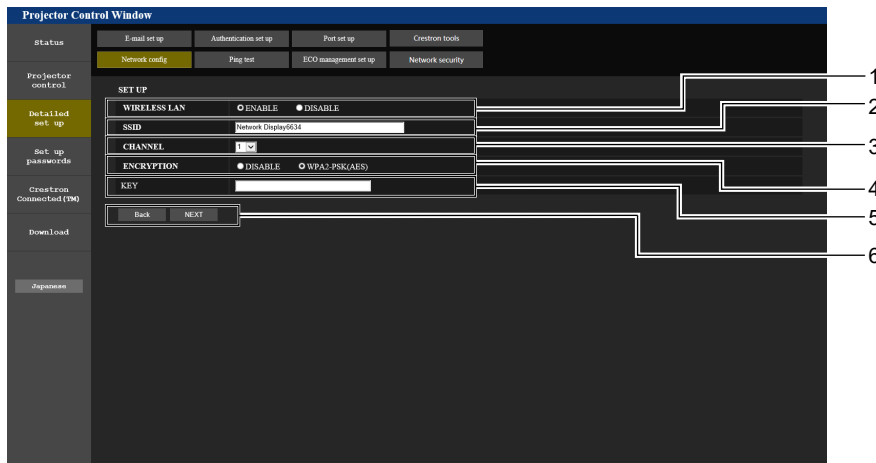 Projector Control Window
Status
E-mail set up Authentication set up Port set up Crestron tools
Network config Ping test ECO management set up Network security
Projector
control
Detailed
set up
Set up
passwords
Crestron
Connected(TM)
Download
Japanese
SET UP
WIRELESS LAN ENABLE DISABLE
SSID Network Display6634
CHANNEL 1
ENCRYPTION DISABLE WPA2-PSK(AES)
KEY
Back NEXT
1
2
3
4
5
6